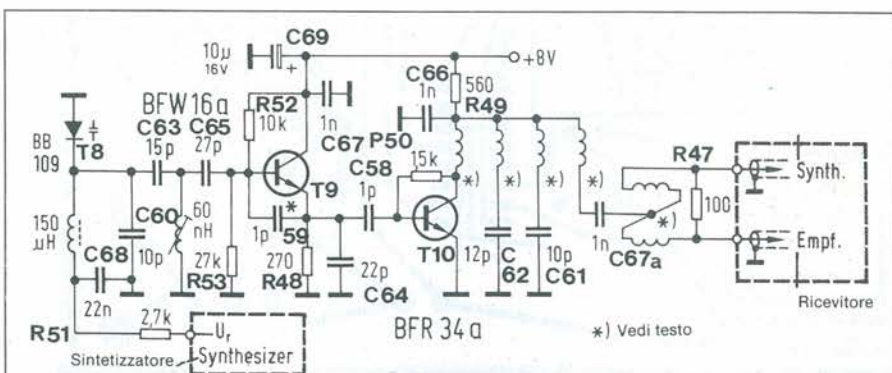 10µ
16V
C69
+
+8V
BFW 16a
C66
1n
560
R49
BB
109
T8
C63
15p
C65
27p
R52
10k
1n
C67
P50
15k
C58
1p
T9
*)
*)
*)
*)
R47
100
Synth.
Empf.
150
µH
C60
10p
60
nH
1p
*
59
T10
12p
C
62
10p
C61
1n
C67a
C68
22n
27k
R53
270
R48
22p
C64
BFR 34a
Ricevitore
R51
2,7k
Ur
Sintetizzatore
Synthesizer
*) Vedi testo